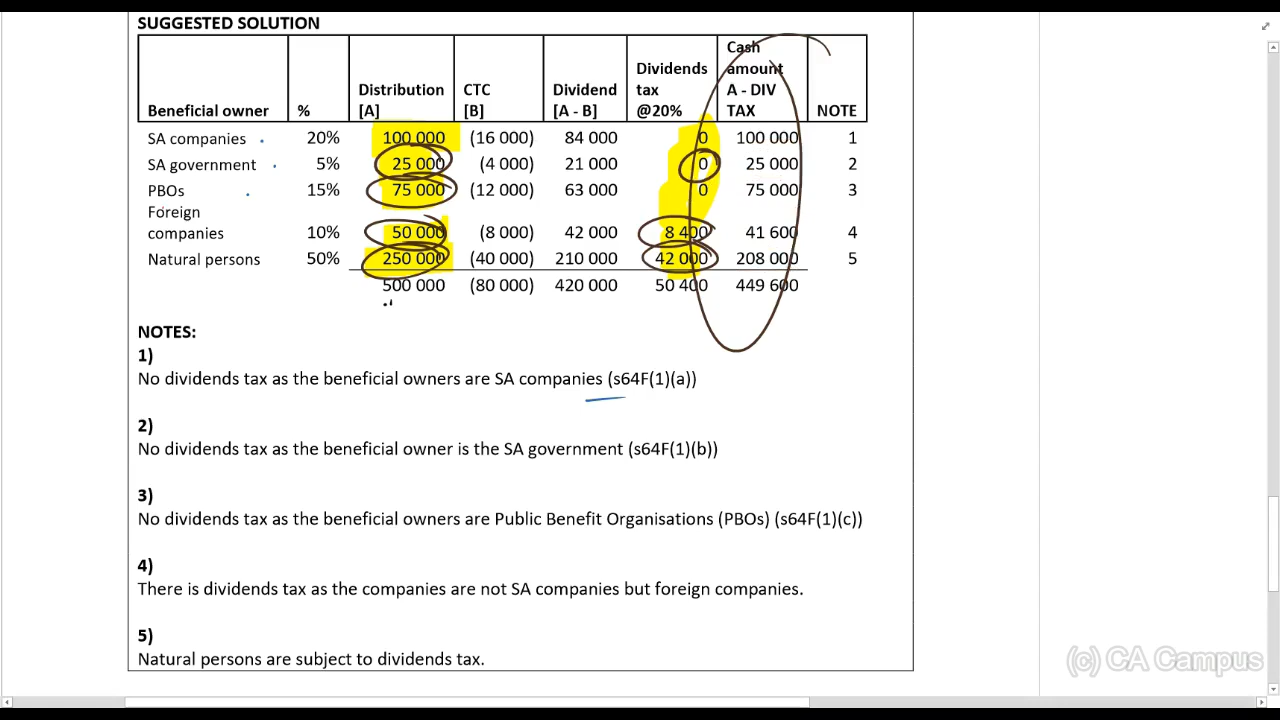 SUGGESTED SOLUTION
Beneficial owner % Distribution [A] CTC [B] Dividend [A - B] Dividends tax @20% Cash amount A - DIV TAX NOTE
SA companies 20% 100 000 (16 000) 84 000 0 100 000 1
SA government 5% 25 000 (4 000) 21 000 0 25 000 2
PBOs 15% 75 000 (12 000) 63 000 0 75 000 3
Foreign
companies 10% 50 000 (8 000) 42 000 8 400 41 600 4
Natural persons 50% 250 000 (40 000) 210 000 42 000 208 000 5
500 000 (80 000) 420 000 50 400 449 600
NOTES:
1)
No dividends tax as the beneficial owners are SA companies (s64F(1)(a))
2)
No dividends tax as the beneficial owner is the SA government (s64F(1)(b))
3)
No dividends tax as the beneficial owners are Public Benefit Organisations (PBOs) (s64F(1)(c))
4)
There is dividends tax as the companies are not SA companies but foreign companies.
5)
Natural persons are subject to dividends tax.
(c) CA Campus